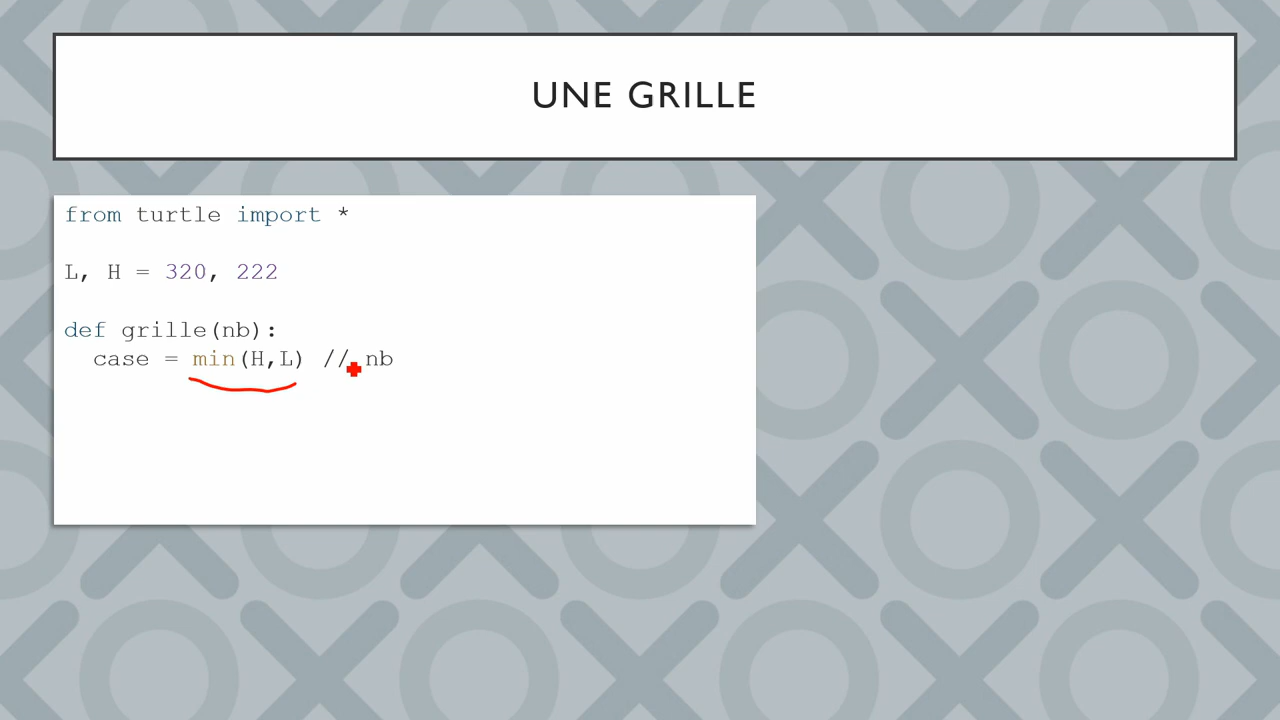 UNE GRILLE
from turtle import *
L, H = 320, 222
def grille(nb):
case = min(H,L) // nb